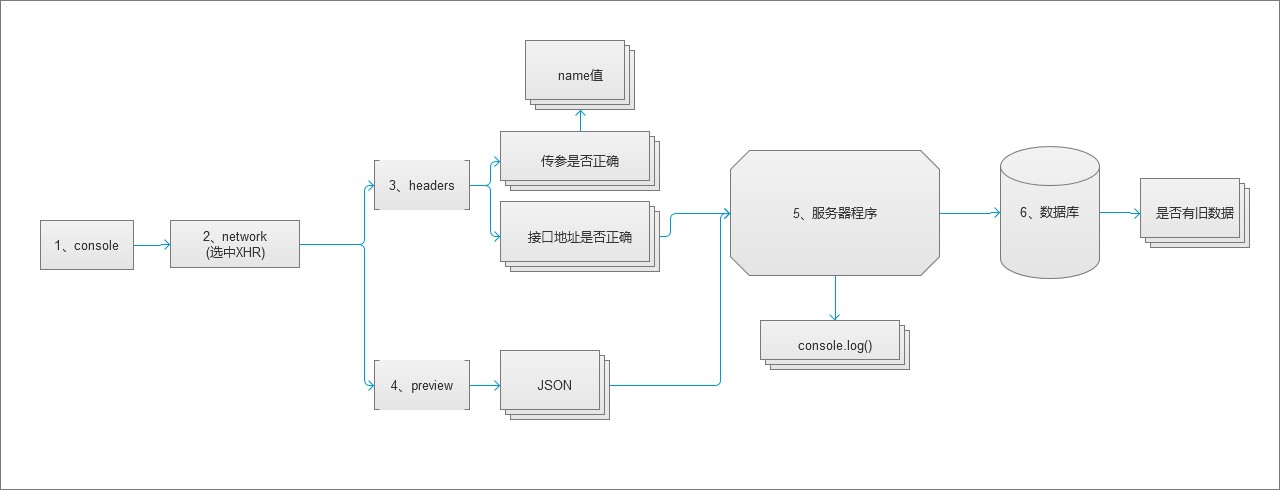 name值
传参是否正确
3、headers
接口地址是否正确
1、console
2、network
(选中XHR)
4、preview
JSON
5、服务器程序
console.log()
6、数据库
是否有旧数据